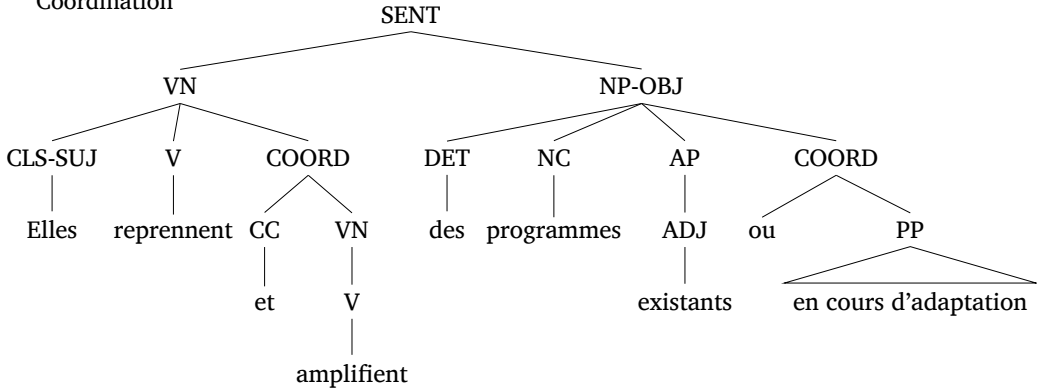 Coordination
SENT
VN NP-OBJ
CLS-SUJ V COORD DET NC AP COORD
Elles reprennent CC VN des programmes ADJ ou PP
et V existants en cours d'adaptation
amplifient